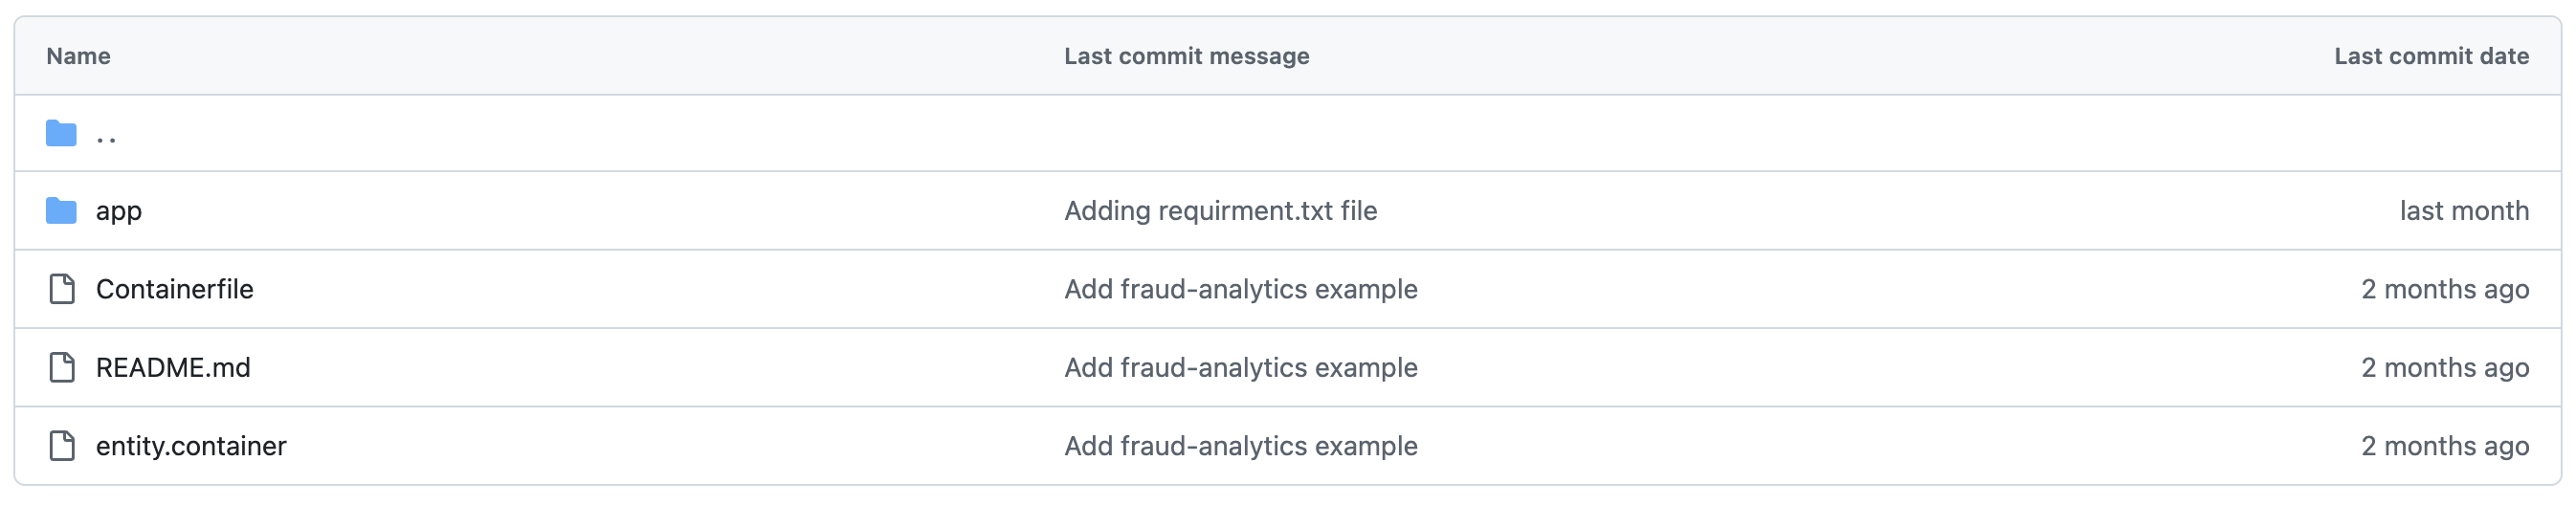 Name Last commit message Last commit date
..
app Adding requirment.txt file last month
Containerfile Add fraud-analytics example 2 months ago
README.md Add fraud-analytics example 2 months ago
entity.container Add fraud-analytics example 2 months ago